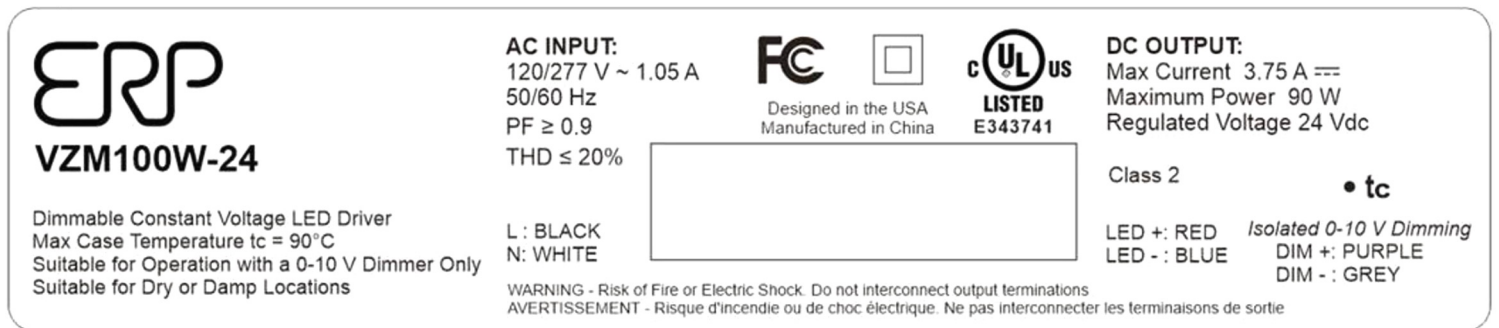 ERP
VZM100W-24
Dimmable Constant Voltage LED Driver
Max Case Temperature tc = 90°C
Suitable for Operation with a 0-10 V Dimmer Only
Suitable for Dry or Damp Locations
AC INPUT:
120/277 V ~ 1.05 A
50/60 Hz
PF ≥ 0.9
THD ≤ 20%
L : BLACK
N: WHITE
FC
Designed in the USA
Manufactured in China
C UL US
LISTED
E343741
DC OUTPUT:
Max Current 3.75 A ⎓
Maximum Power 90 W
Regulated Voltage 24 Vdc
Class 2
• tc
LED +: RED
LED - : BLUE
Isolated 0-10 V Dimming
DIM +: PURPLE
DIM - : GREY
WARNING - Risk of Fire or Electric Shock. Do not interconnect output terminations
AVERTISSEMENT - Risque d'incendie ou de choc électrique. Ne pas interconnecter les terminaisons de sortie